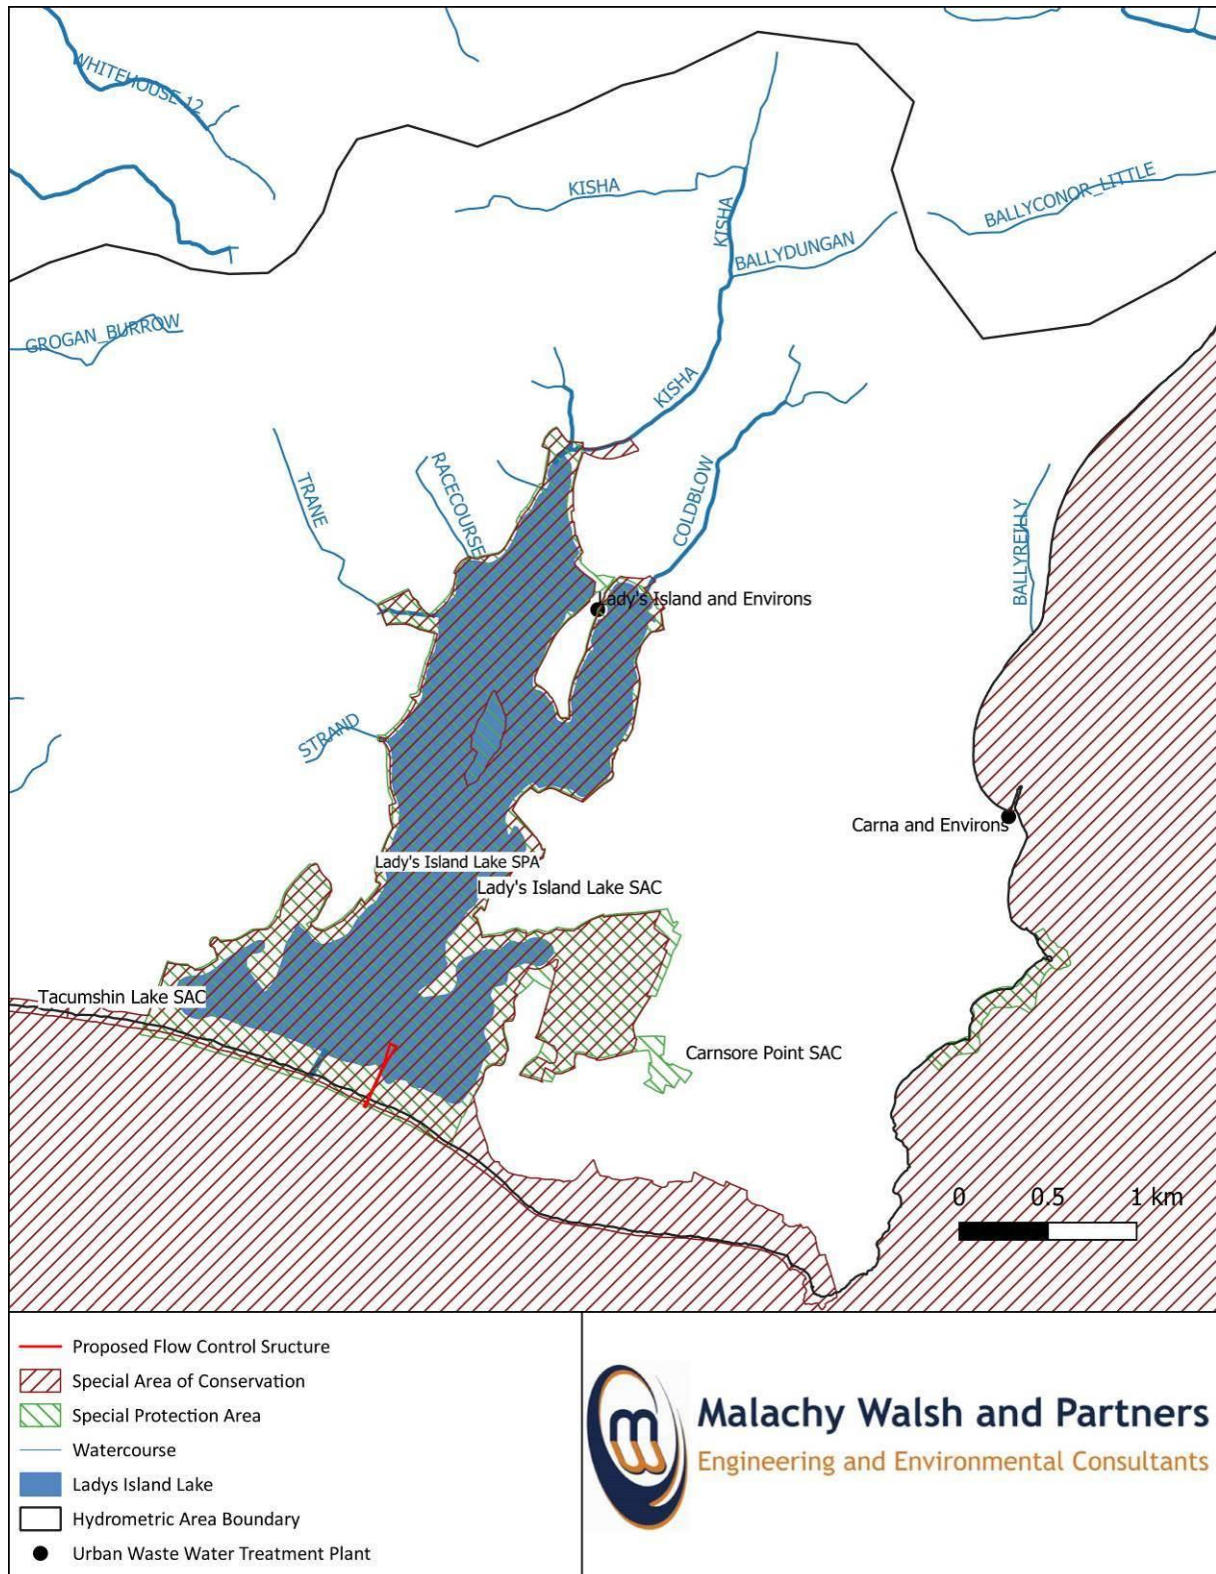 WHITEHOUSE 12
KISHA
KISHA
BALLYCONOR_LITTLE
BALLYDUNGAN
GROGAN_BURROW
KISHA
TRANE
RACECOURSE
COLDBLOW
BALLYREILLY
Lady's Island and Environs
STRAND
Carna and Environs
Lady's Island Lake SPA
Lady's Island Lake SAC
Tacumshin Lake SAC
Carnsore Point SAC
0 0.5 1 km
Proposed Flow Control Sructure
Special Area of Conservation
Special Protection Area
Watercourse
Ladys Island Lake
Hydrometric Area Boundary
Urban Waste Water Treatment Plant
Malachy Walsh and Partners
Engineering and Environmental Consultants